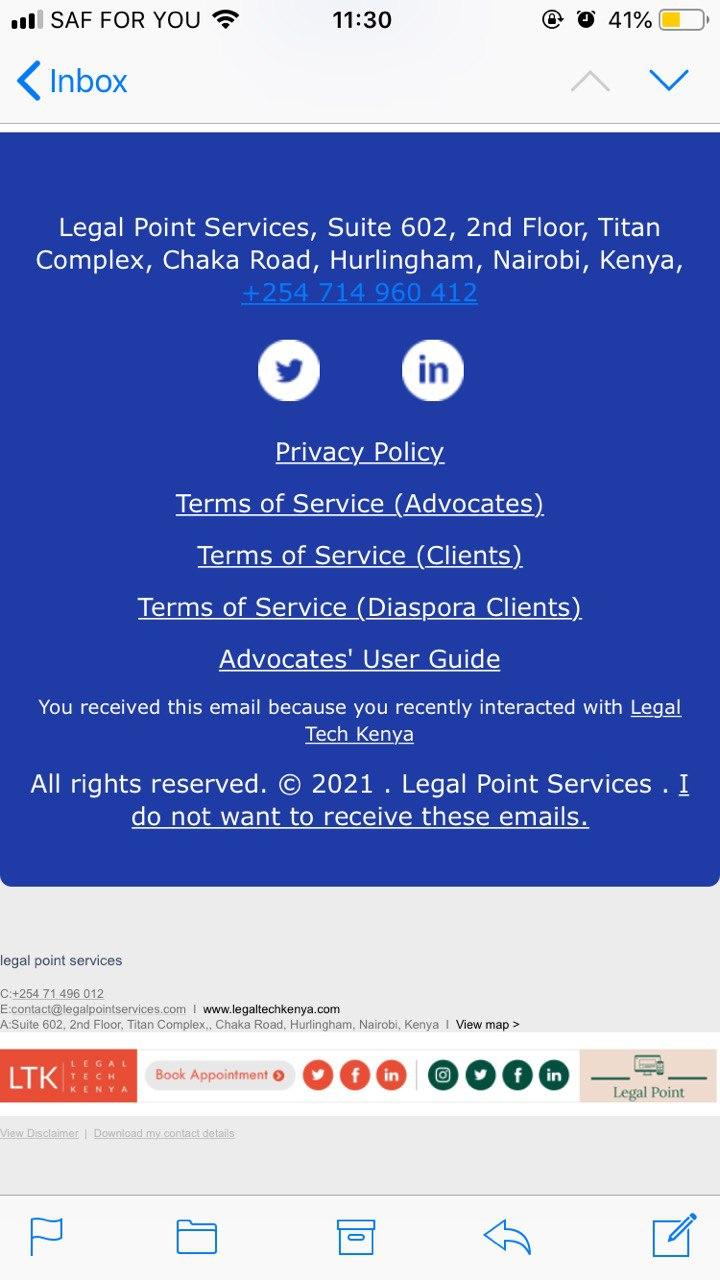 SAF FOR YOU 11:30 41%
Inbox
Legal Point Services, Suite 602, 2nd Floor, Titan
Complex, Chaka Road, Hurlingham, Nairobi, Kenya,
+254 714 960 412
in
Privacy Policy
Terms of Service (Advocates)
Terms of Service (Clients)
Terms of Service (Diaspora Clients)
Advocates' User Guide
You received this email because you recently interacted with Legal
Tech Kenya
All rights reserved. © 2021 . Legal Point Services . I
do not want to receive these emails.
legal point services
C:+254 71 496 012
E:contact@legalpointservices.com | www.legaltechkenya.com
A:Suite 602, 2nd Floor, Titan Complex,, Chaka Road, Hurlingham, Nairobi, Kenya | View map >
LTK LEGAL TECH KENYA Book Appointment f in f in Legal Point
View Disclaimer | Download my contact details